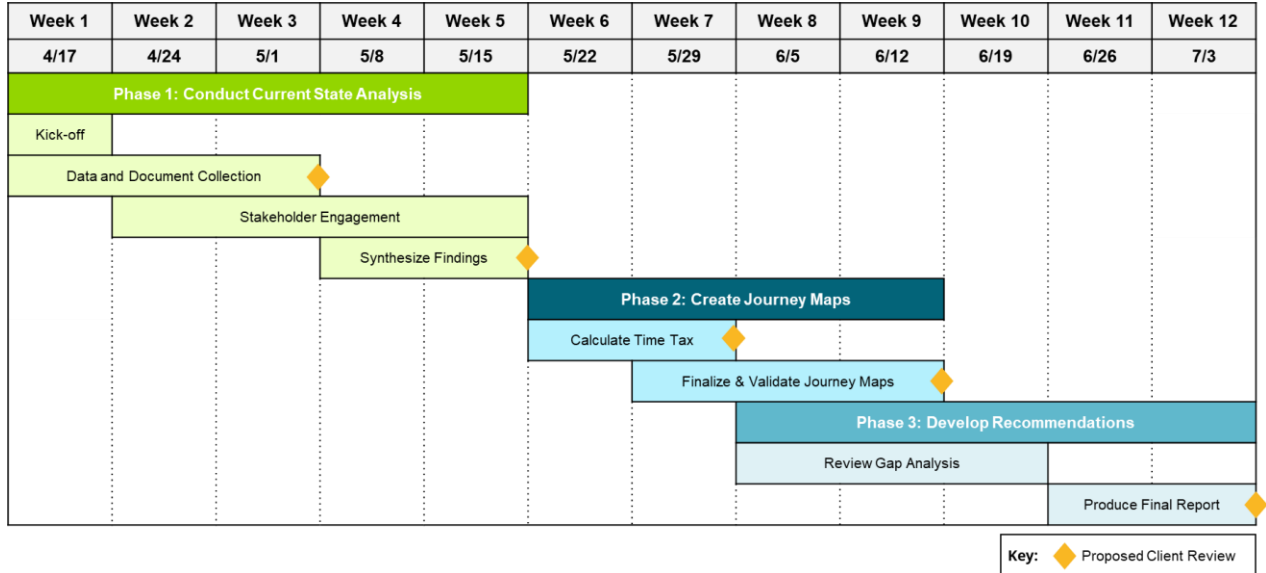 Week 1 Week 2 Week 3 Week 4 Week 5 Week 6 Week 7 Week 8 Week 9 Week 10 Week 11 Week 12
4/17 4/24 5/1 5/8 5/15 5/22 5/29 6/5 6/12 6/19 6/26 7/3
Phase 1: Conduct Current State Analysis
Kick-off
Data and Document Collection
Stakeholder Engagement
Synthesize Findings
Phase 2: Create Journey Maps
Calculate Time Tax
Finalize & Validate Journey Maps
Phase 3: Develop Recommendations
Review Gap Analysis
Produce Final Report
Key: Proposed Client Review